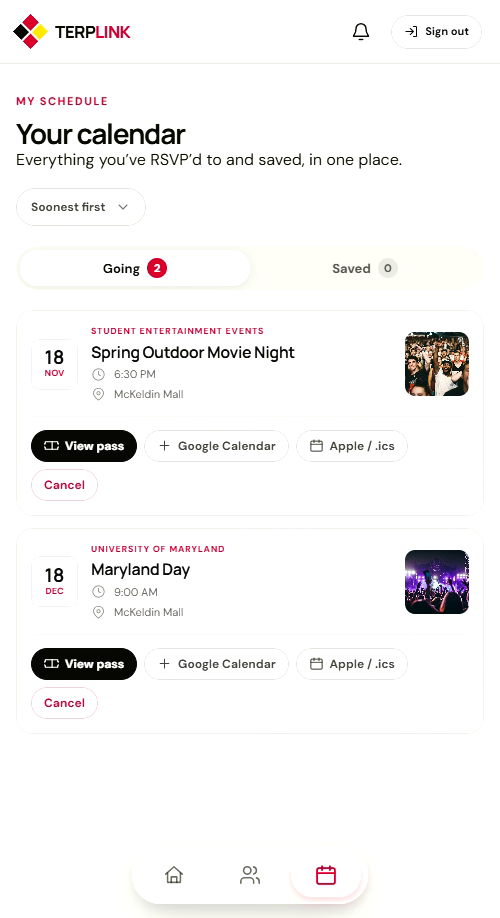 TERPLINK
Sign out
MY SCHEDULE
Your calendar
Everything you've RSVP'd to and saved, in one place.
Soonest first
Going 2
Saved 0
STUDENT ENTERTAINMENT EVENTS
18
NOV
Spring Outdoor Movie Night
6:30 PM
McKeldin Mall
View pass
Google Calendar
Apple / .ics
Cancel
UNIVERSITY OF MARYLAND
18
DEC
Maryland Day
9:00 AM
McKeldin Mall
View pass
Google Calendar
Apple / .ics
Cancel